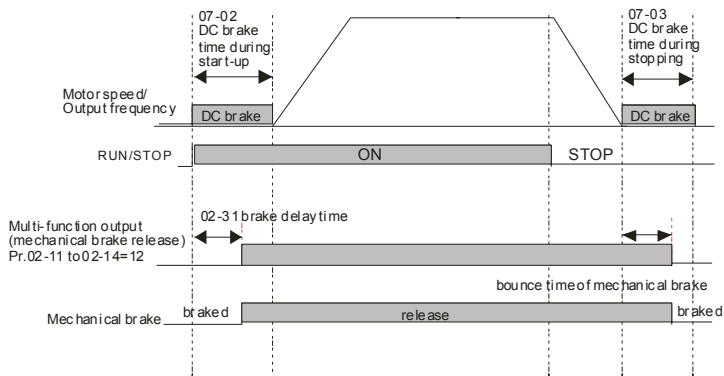 07-02
DC brake
time during
start-up
07-03
DC brake
time during
stopping
Motor speed/
Output frequency
DC brake
DC brake
RUN/STOP
ON
STOP
02-31 brake delay time
Multi-function output
(mechanical brake release)
Pr.02-11 to 02-14=12
bounce time of mechanical brake
Mechanical brake
braked
release
braked